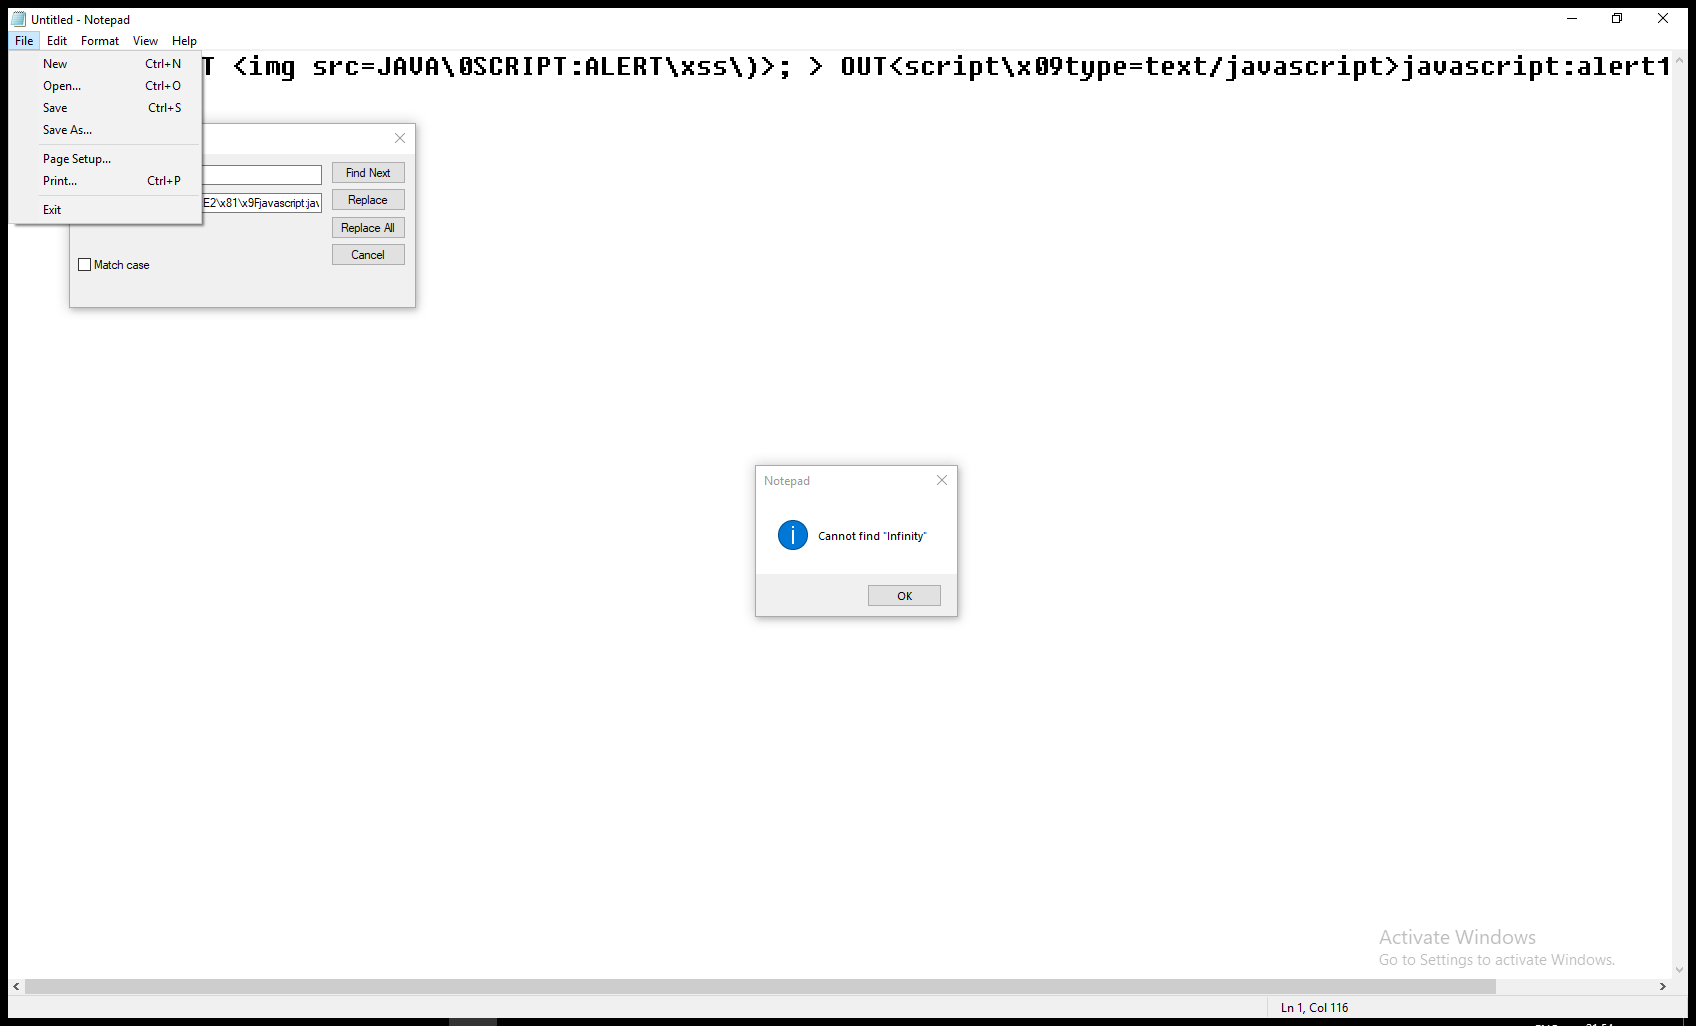 Untitled - Notepad
File Edit Format View Help
T <img src=JAVA\0SCRIPT:ALERT\xss\)>; > OUT<script\x09type=text/javascript>javascript:alert1
New Ctrl+N
Open... Ctrl+O
Save Ctrl+S
Save As...
Page Setup...
Print... Ctrl+P
Exit
Find Next
E2\x81\x9Fjavascript:jav
Replace
Replace All
Cancel
Match case
Notepad
Cannot find "Infinity"
OK
Activate Windows
Go to Settings to activate Windows.
Ln 1, Col 116